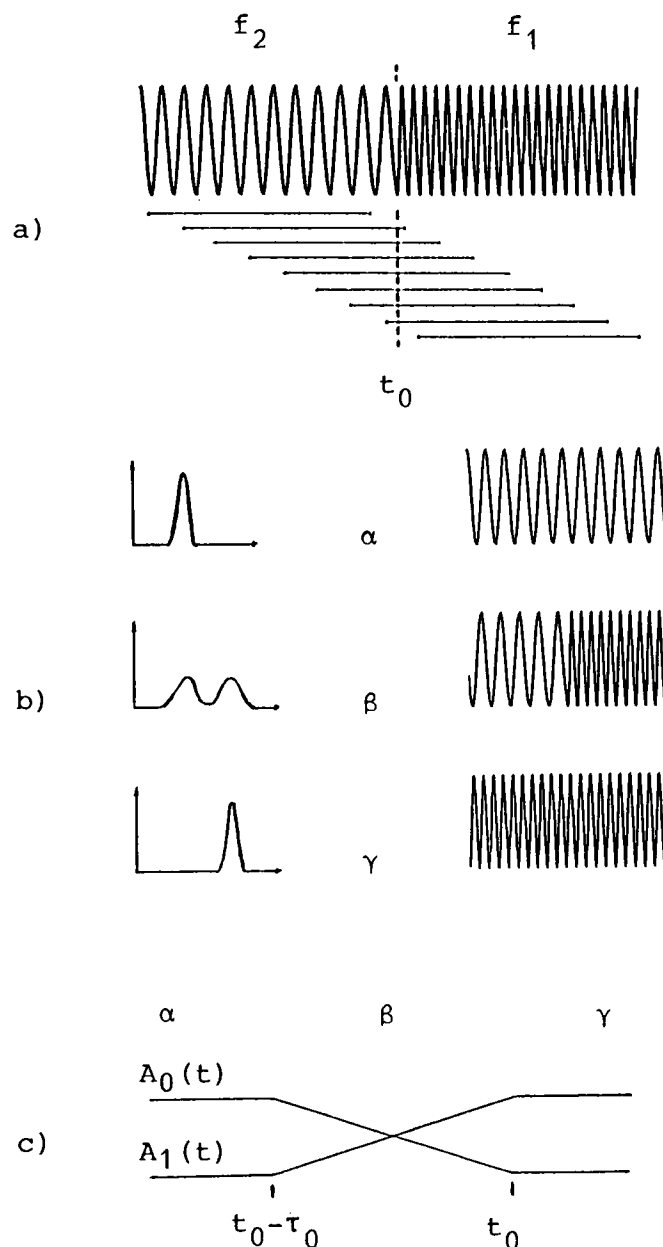 f₂ f₁
a)
t₀
α
b) β
γ
α β γ
A₀(t)
c) A₁(t)
t₀-τ₀ t₀